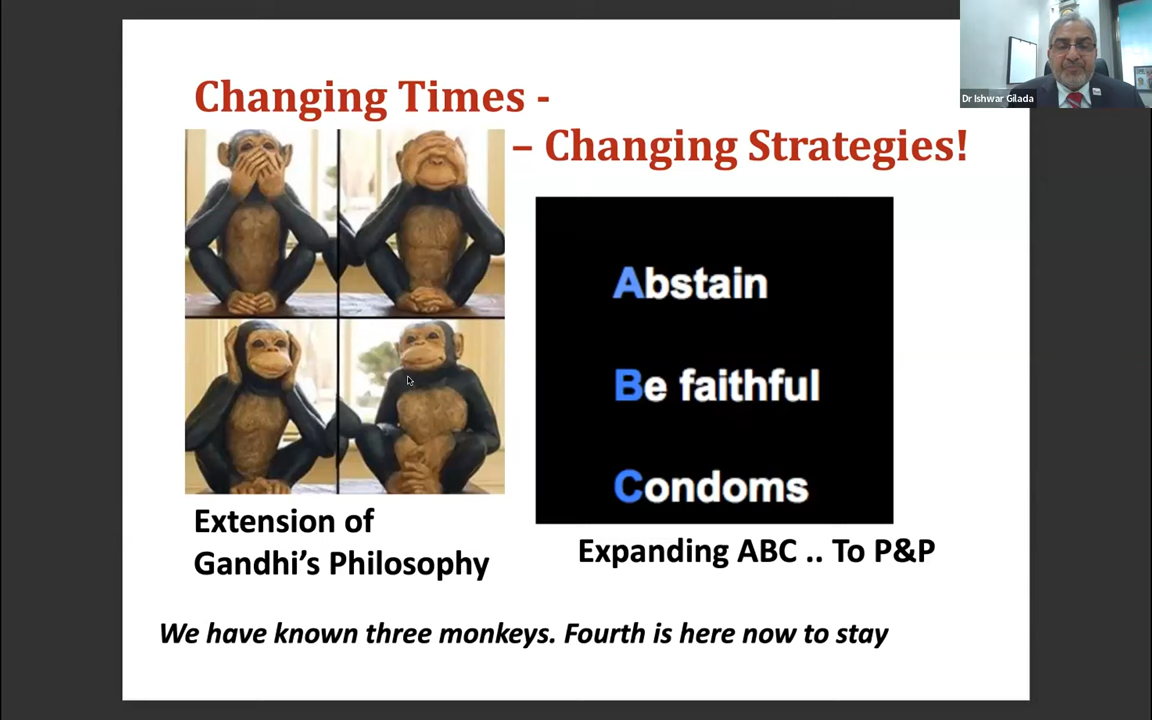 Changing Times -
– Changing Strategies!
Dr Ishwar Gilada
Abstain
Be faithful
Condoms
Extension of
Gandhi’s Philosophy
Expanding ABC .. To P&P
We have known three monkeys. Fourth is here now to stay